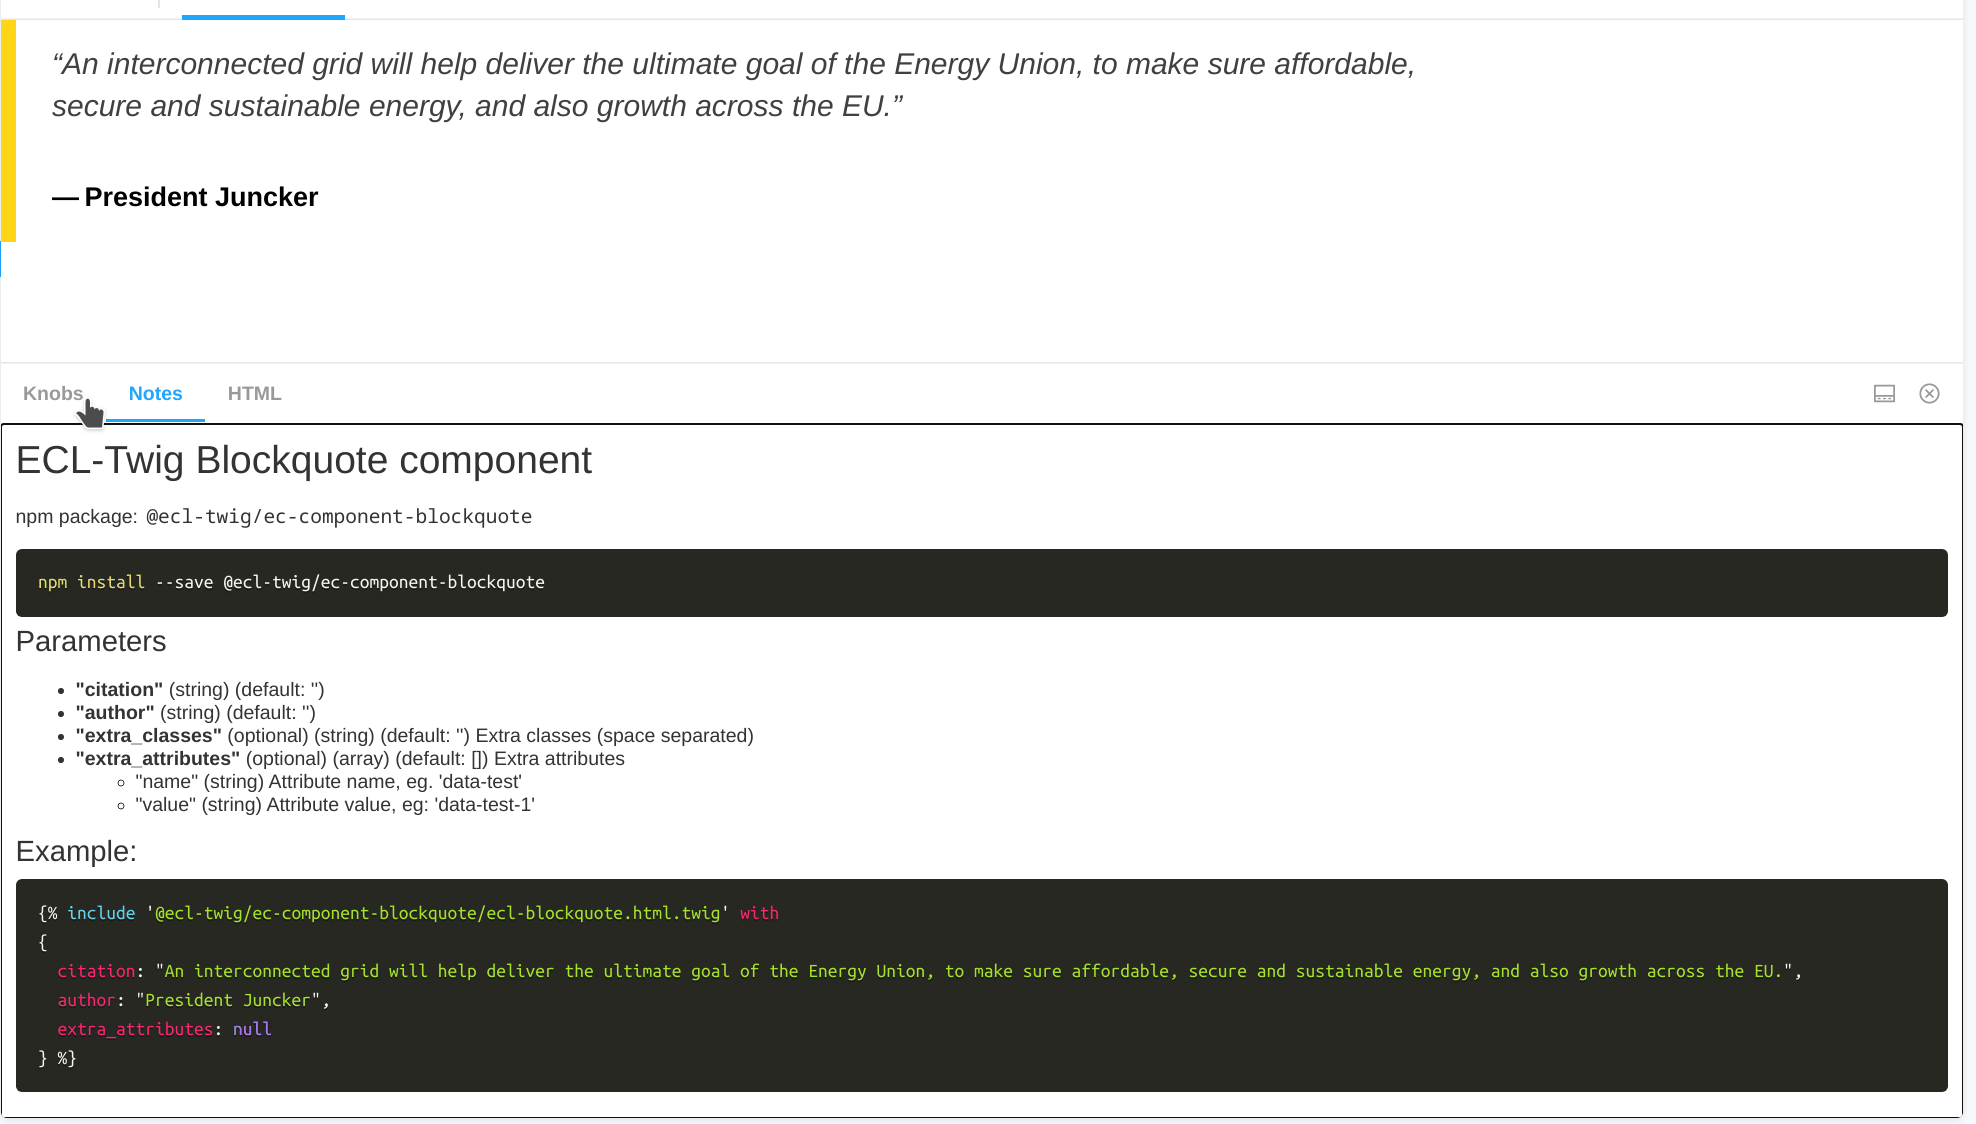 “An interconnected grid will help deliver the ultimate goal of the Energy Union, to make sure affordable,
secure and sustainable energy, and also growth across the EU.”
— President Juncker
Knobs Notes HTML
ECL-Twig Blockquote component
npm package: @ecl-twig/ec-component-blockquote
npm install --save @ecl-twig/ec-component-blockquote
Parameters
• "citation" (string) (default: '')
• "author" (string) (default: '')
• "extra_classes" (optional) (string) (default: '') Extra classes (space separated)
• "extra_attributes" (optional) (array) (default: []) Extra attributes
◦ "name" (string) Attribute name, eg. 'data-test'
◦ "value" (string) Attribute value, eg: 'data-test-1'
Example:
{% include '@ecl-twig/ec-component-blockquote/ecl-blockquote.html.twig' with
{
citation: "An interconnected grid will help deliver the ultimate goal of the Energy Union, to make sure affordable, secure and sustainable energy, and also growth across the EU.",
author: "President Juncker",
extra_attributes: null
} %}